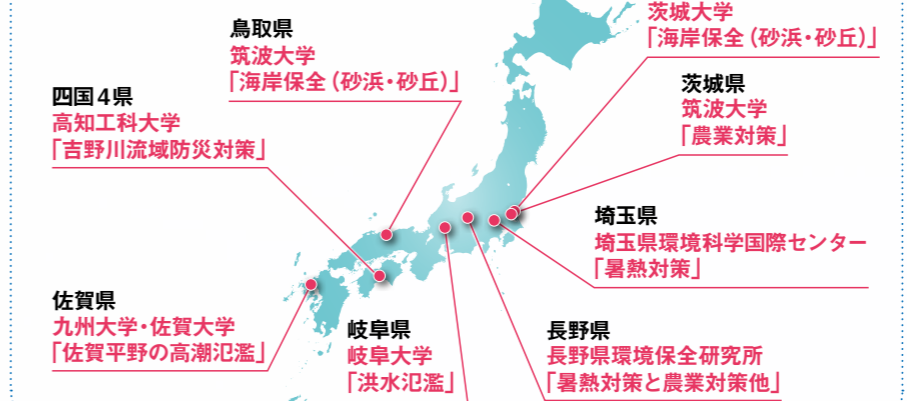 鳥取県
筑波大学
「海岸保全（砂浜・砂丘）」
茨城大学
「海岸保全（砂浜・砂丘）」
四国4県
高知工科大学
「吉野川流域防災対策」
茨城県
筑波大学
「農業対策」
埼玉県
埼玉県環境科学国際センター
「暑熱対策」
佐賀県
九州大学・佐賀大学
「佐賀平野の高潮氾濫」
岐阜県
岐阜大学
「洪水氾濫」
長野県
長野県環境保全研究所
「暑熱対策と農業対策他」